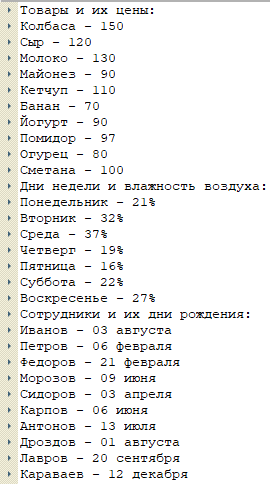 Товары и их цены:
Колбаса - 150
Сыр - 120
Молоко - 130
Майонез - 90
Кетчуп - 110
Банан - 70
Йогурт - 90
Помидор - 97
Огурец - 80
Сметана - 100
Дни недели и влажность воздуха:
Понедельник - 21%
Вторник - 32%
Среда - 37%
Четверг - 19%
Пятница - 16%
Суббота - 22%
Воскресенье - 27%
Сотрудники и их дни рождения:
Иванов - 03 августа
Петров - 06 февраля
Федоров - 21 февраля
Морозов - 09 июня
Сидоров - 03 апреля
Карпов - 06 июня
Антонов - 13 июля
Дроздов - 01 августа
Лавров - 20 сентября
Караваев - 12 декабря